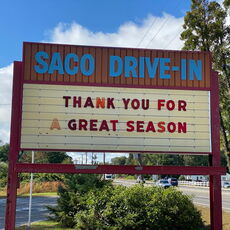 SACO DRIVE-IN
THANK YOU FOR
A GREAT SEASON